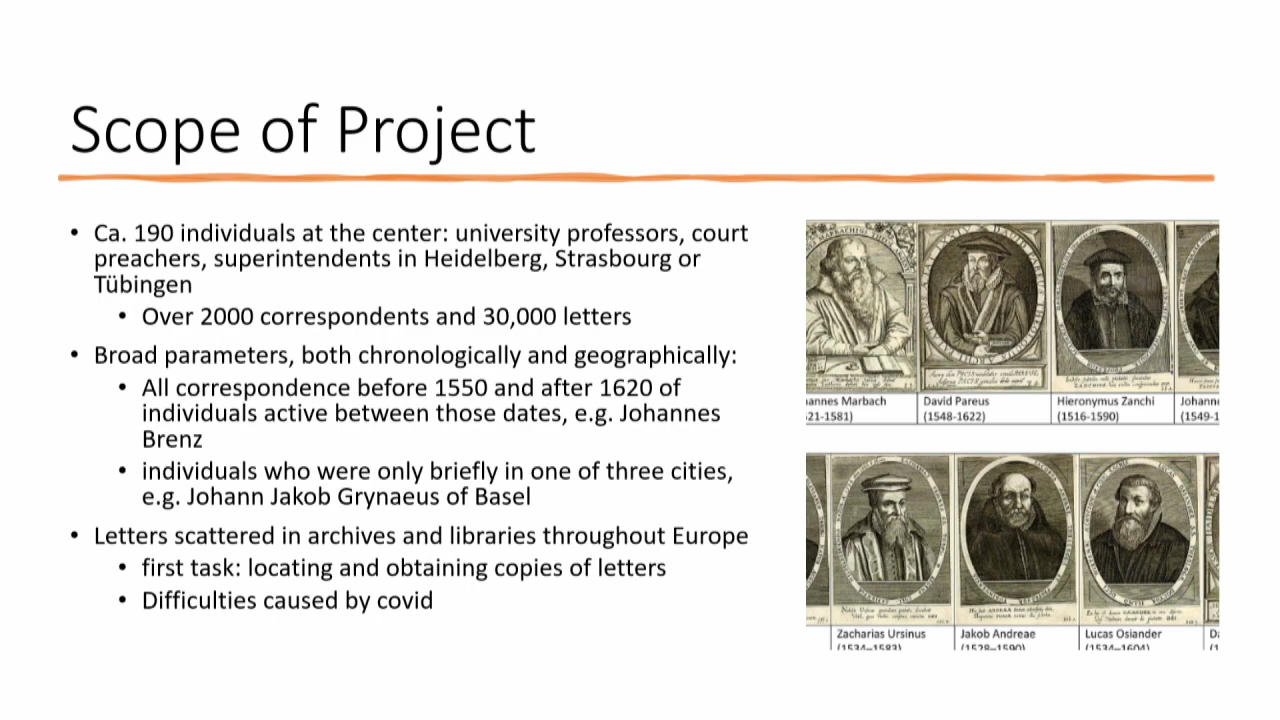 Scope of Project
• Ca. 190 individuals at the center: university professors, court
preachers, superintendents in Heidelberg, Strasbourg or
Tübingen
• Over 2000 correspondents and 30,000 letters
• Broad parameters, both chronologically and geographically:
• All correspondence before 1550 and after 1620 of
individuals active between those dates, e.g. Johannes
Brenz
• individuals who were only briefly in one of three cities,
e.g. Johann Jakob Grynaeus of Basel
• Letters scattered in archives and libraries throughout Europe
• first task: locating and obtaining copies of letters
• Difficulties caused by covid
annes Marbach
21-1581)
David Pareus
(1548-1622)
Hieronymus Zanchi
(1516-1590)
Johann
(1549-1
Zacharias Ursinus
(1534–1583)
Jakob Andreae
(1528–1590)
Lucas Osiander
(1534–1604)